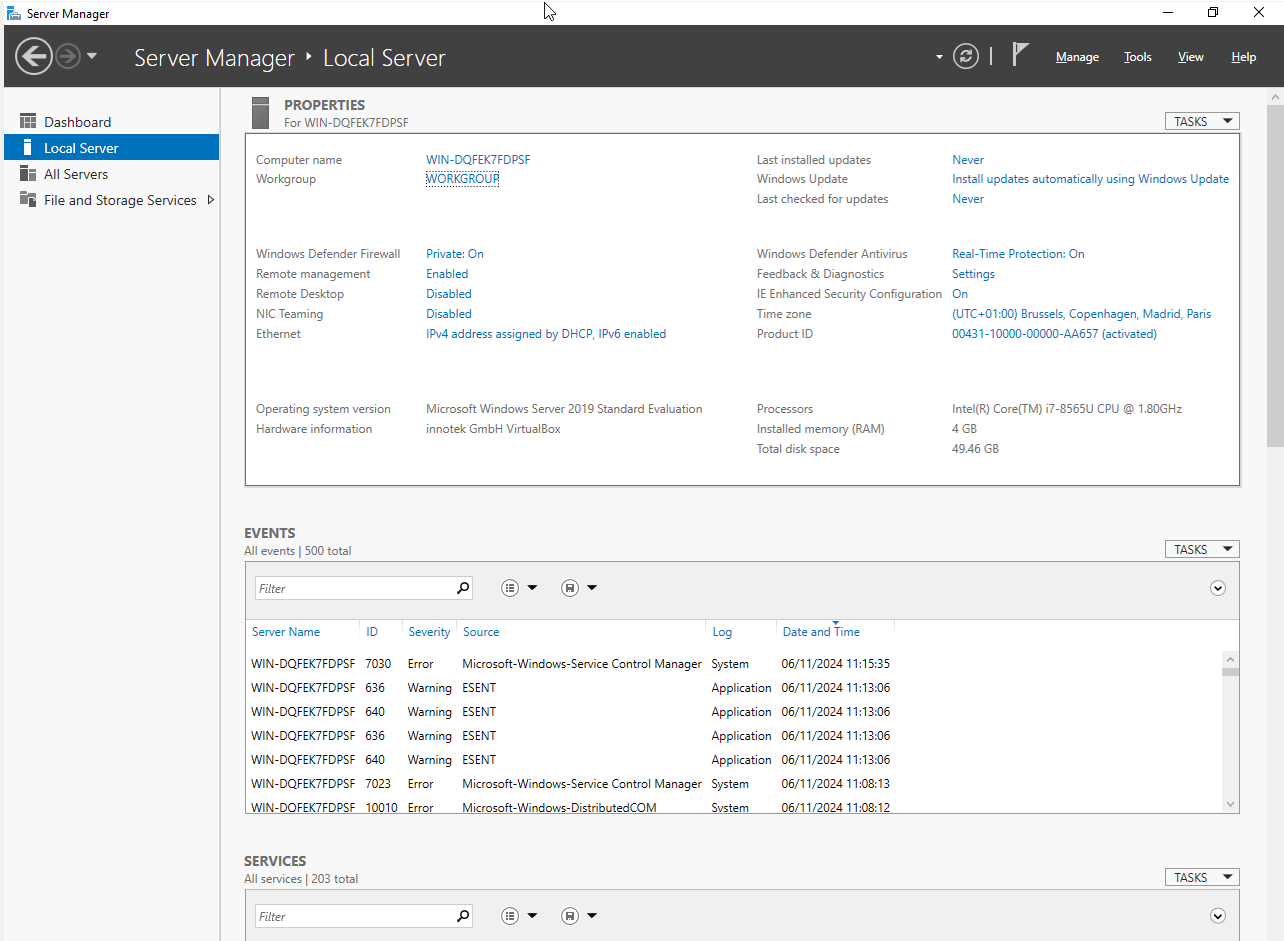 Server Manager
Server Manager ‣ Local Server
Manage Tools View Help
Dashboard
Local Server
All Servers
File and Storage Services
PROPERTIES
For WIN-DQFEK7FDPSF
TASKS
Computer name WIN-DQFEK7FDPSF Last installed updates Never
Workgroup WORKGROUP Windows Update Install updates automatically using Windows Update
Last checked for updates Never
Windows Defender Firewall Private: On Windows Defender Antivirus Real-Time Protection: On
Remote management Enabled Feedback & Diagnostics Settings
Remote Desktop Disabled IE Enhanced Security Configuration On
NIC Teaming Disabled Time zone (UTC+01:00) Brussels, Copenhagen, Madrid, Paris
Ethernet IPv4 address assigned by DHCP, IPv6 enabled Product ID 00431-10000-00000-AA657 (activated)
Operating system version Microsoft Windows Server 2019 Standard Evaluation Processors Intel(R) Core(TM) i7-8565U CPU @ 1.80GHz
Hardware information innotek GmbH VirtualBox Installed memory (RAM) 4 GB
Total disk space 49.46 GB
EVENTS
All events | 500 total
TASKS
Filter
Server Name ID Severity Source Log Date and Time
WIN-DQFEK7FDPSF 7030 Error Microsoft-Windows-Service Control Manager System 06/11/2024 11:15:35
WIN-DQFEK7FDPSF 636 Warning ESENT Application 06/11/2024 11:13:06
WIN-DQFEK7FDPSF 640 Warning ESENT Application 06/11/2024 11:13:06
WIN-DQFEK7FDPSF 636 Warning ESENT Application 06/11/2024 11:13:06
WIN-DQFEK7FDPSF 640 Warning ESENT Application 06/11/2024 11:13:06
WIN-DQFEK7FDPSF 7023 Error Microsoft-Windows-Service Control Manager System 06/11/2024 11:08:13
WIN-DQFEK7FDPSF 10010 Error Microsoft-Windows-DistributedCOM System 06/11/2024 11:08:12
SERVICES
All services | 203 total
TASKS
Filter